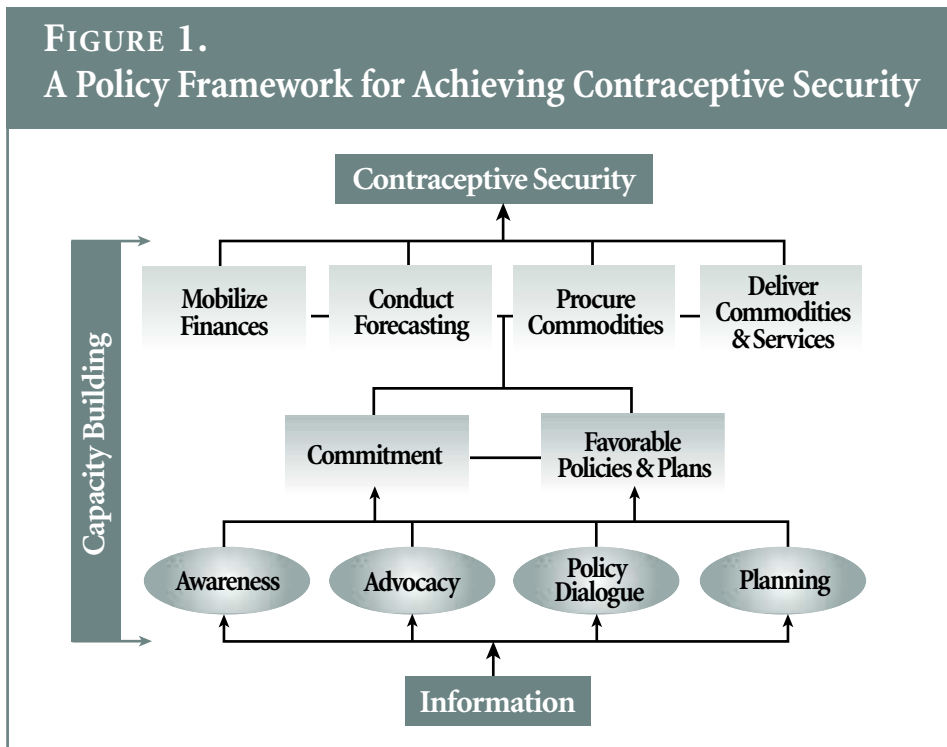 FIGURE 1.
A Policy Framework for Achieving Contraceptive Security
Contraceptive Security
Mobilize
Finances
Conduct
Forecasting
Procure
Commodities
Deliver
Commodities
& Services
Capacity Building
Commitment
Favorable
Policies & Plans
Awareness
Advocacy
Policy
Dialogue
Planning
Information